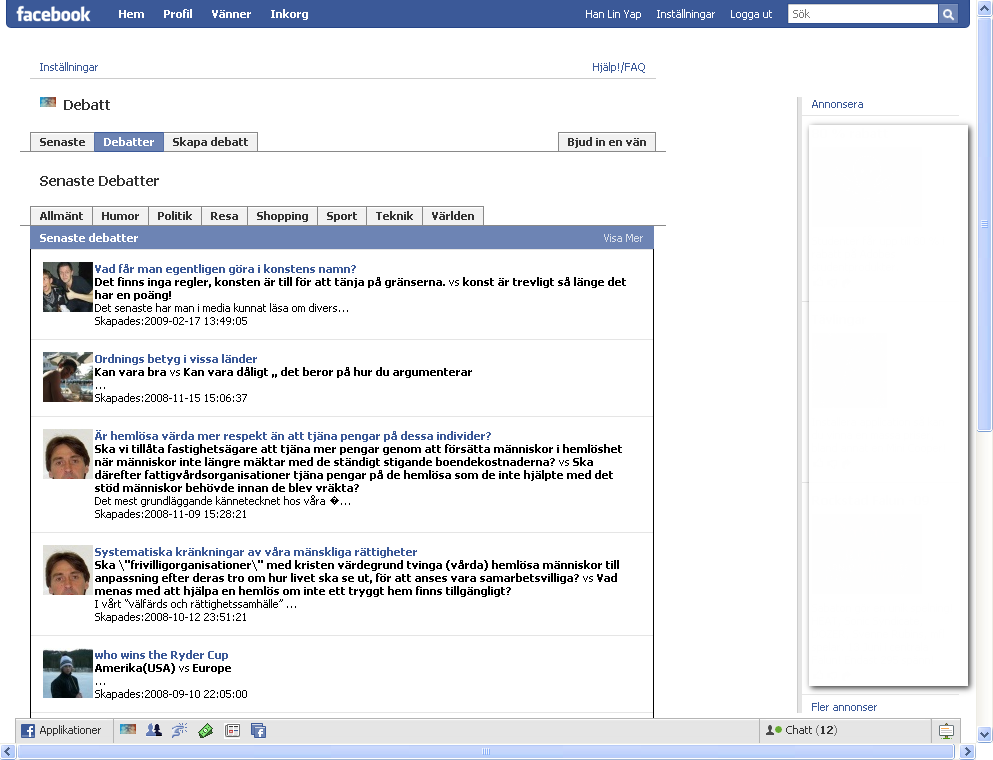 facebook Hem Profil Vänner Inkorg Han Lin Yap Inställningar Logga ut Sök
Inställningar Hjälp!/FAQ
Debatt
Annonsera
Senaste Debatter Skapa debatt Bjud in en vän
Senaste Debatter
Allmänt Humor Politik Resa Shopping Sport Teknik Världen
Senaste debatter Visa Mer
Vad får man egentligen göra i konstens namn?
Det finns inga regler, konsten är till för att tänja på gränserna. vs konst är trevligt så länge det
har en poäng!
Det senaste har man i media kunnat läsa om divers...
Skapades:2009-02-17 13:49:05
Ordnings betyg i vissa länder
Kan vara bra vs Kan vara dåligt ,, det beror på hur du argumenterar
...
Skapades:2008-11-15 15:06:37
Är hemlösa värda mer respekt än att tjäna pengar på dessa individer?
Ska vi tillåta fastighetsägare att tjäna mer pengar genom att försätta människor i hemlöshet
när människor inte längre mäktar med de ständigt stigande boendekostnaderna? vs Ska
därefter fattigvårdsorganisationer tjäna pengar på de hemlösa som de inte hjälpte med det
stöd människor behövde innan de blev vräkta?
Det mest grundläggande kännetecknet hos våra �...
Skapades:2008-11-09 15:28:21
Systematiska kränkningar av våra mänskliga rättigheter
Ska \"frivilligorganisationer\" med kristen värdegrund tvinga (vårda) hemlösa människor till
anpassning efter deras tro om hur livet ska se ut, för att anses vara samarbetsvilliga? vs Vad
menas med att hjälpa en hemlös om inte ett tryggt hem finns tillgängligt?
I vårt ”välfärds och rättighetssamhälle” ...
Skapades:2008-10-12 23:51:21
who wins the Ryder Cup
Amerika(USA) vs Europe
...
Skapades:2008-09-10 22:05:00
Fler annonser
Applikationer Chatt (12)